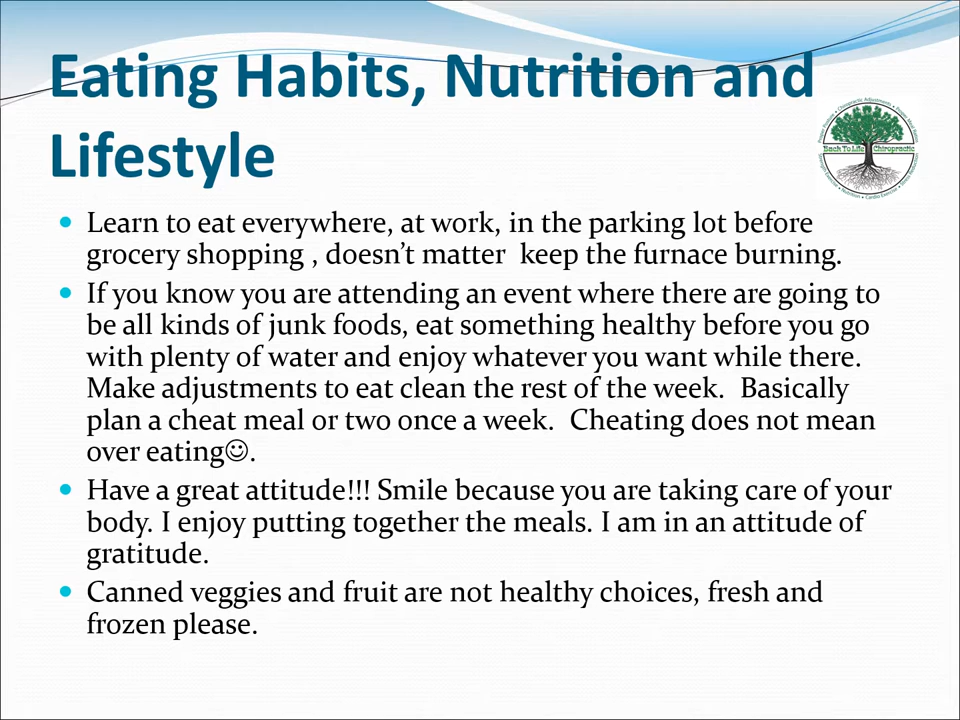 Eating Habits, Nutrition and
Lifestyle
Back To Life Chiropractic
• Learn to eat everywhere, at work, in the parking lot before
grocery shopping , doesn’t matter  keep the furnace burning.
• If you know you are attending an event where there are going to
be all kinds of junk foods, eat something healthy before you go
with plenty of water and enjoy whatever you want while there.
Make adjustments to eat clean the rest of the week.  Basically
plan a cheat meal or two once a week.  Cheating does not mean
over eating☺.
• Have a great attitude!!! Smile because you are taking care of your
body. I enjoy putting together the meals. I am in an attitude of
gratitude.
• Canned veggies and fruit are not healthy choices, fresh and
frozen please.